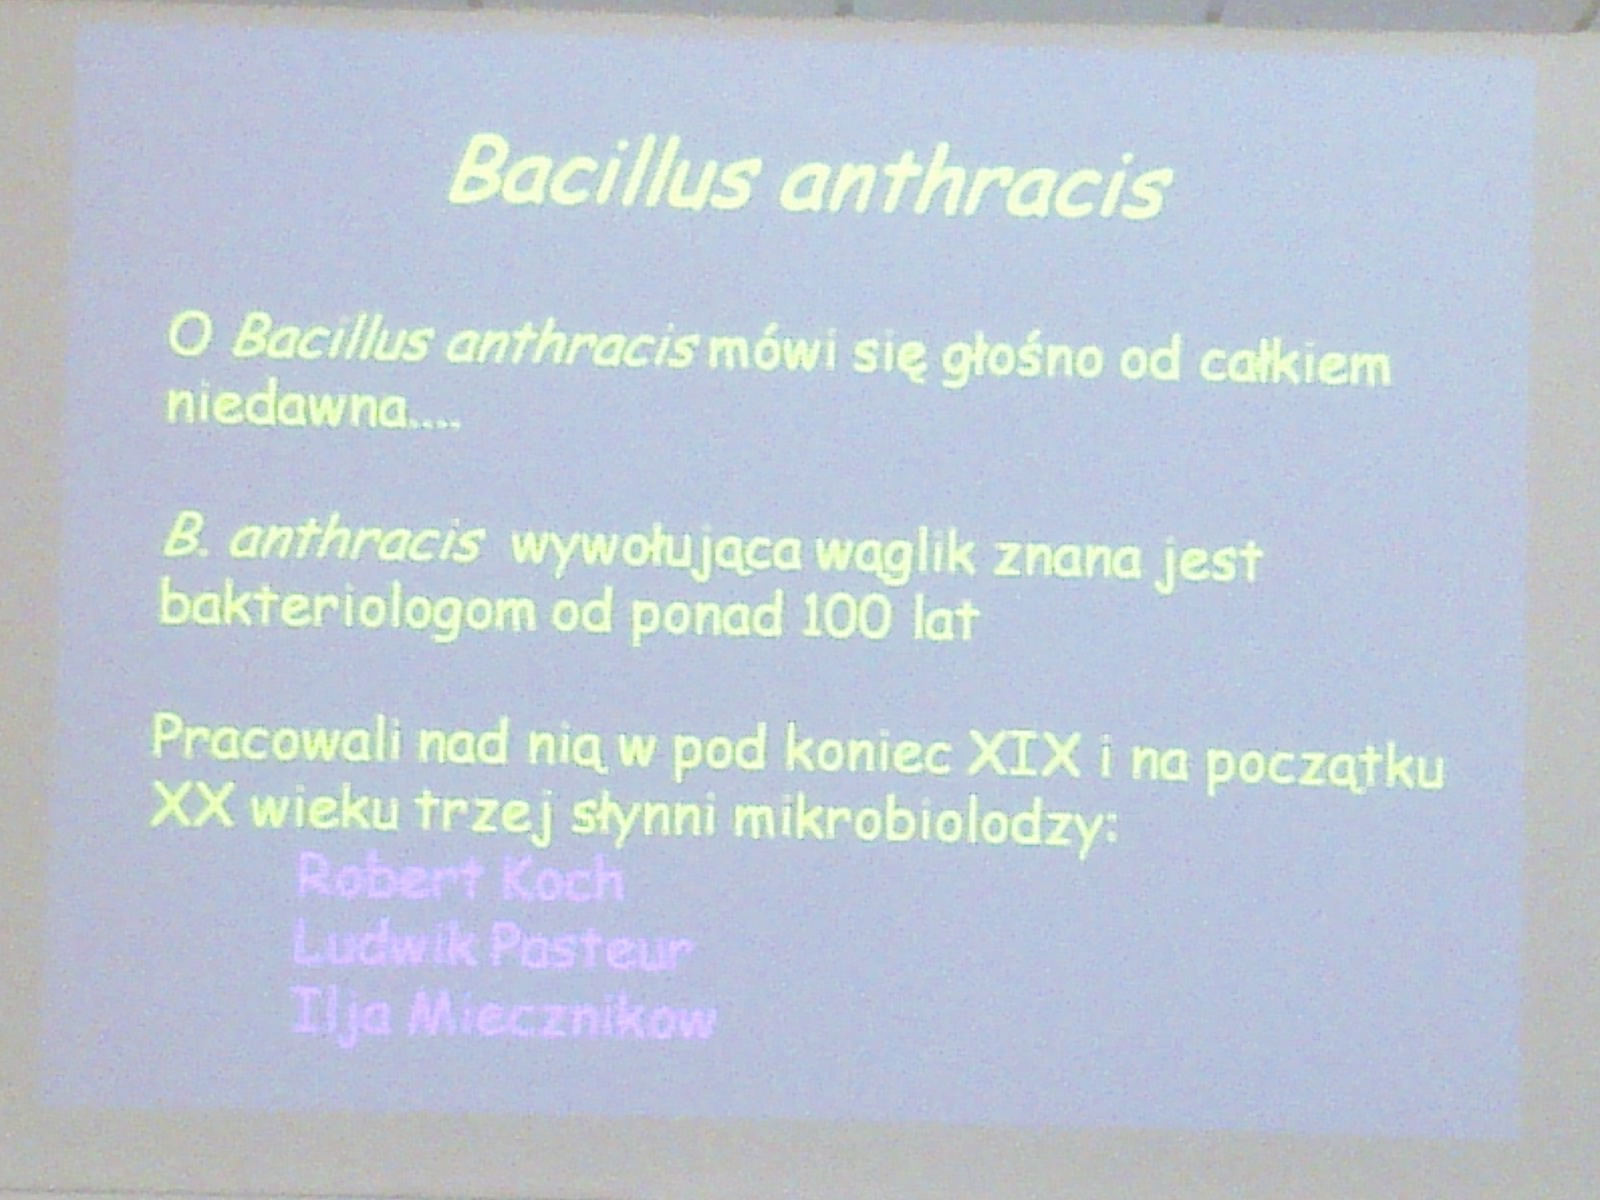 Bacillus anthracis
O Bacillus anthracis mówi się głośno od całkiem
niedawna....
B. anthracis wywołująca wąglik znana jest
bakteriologom od ponad 100 lat
Pracowali nad nią w pod koniec XIX i na początku
XX wieku trzej słynni mikrobiolodzy:
Robert Koch
Ludwik Pasteur
Ilja Miecznikow